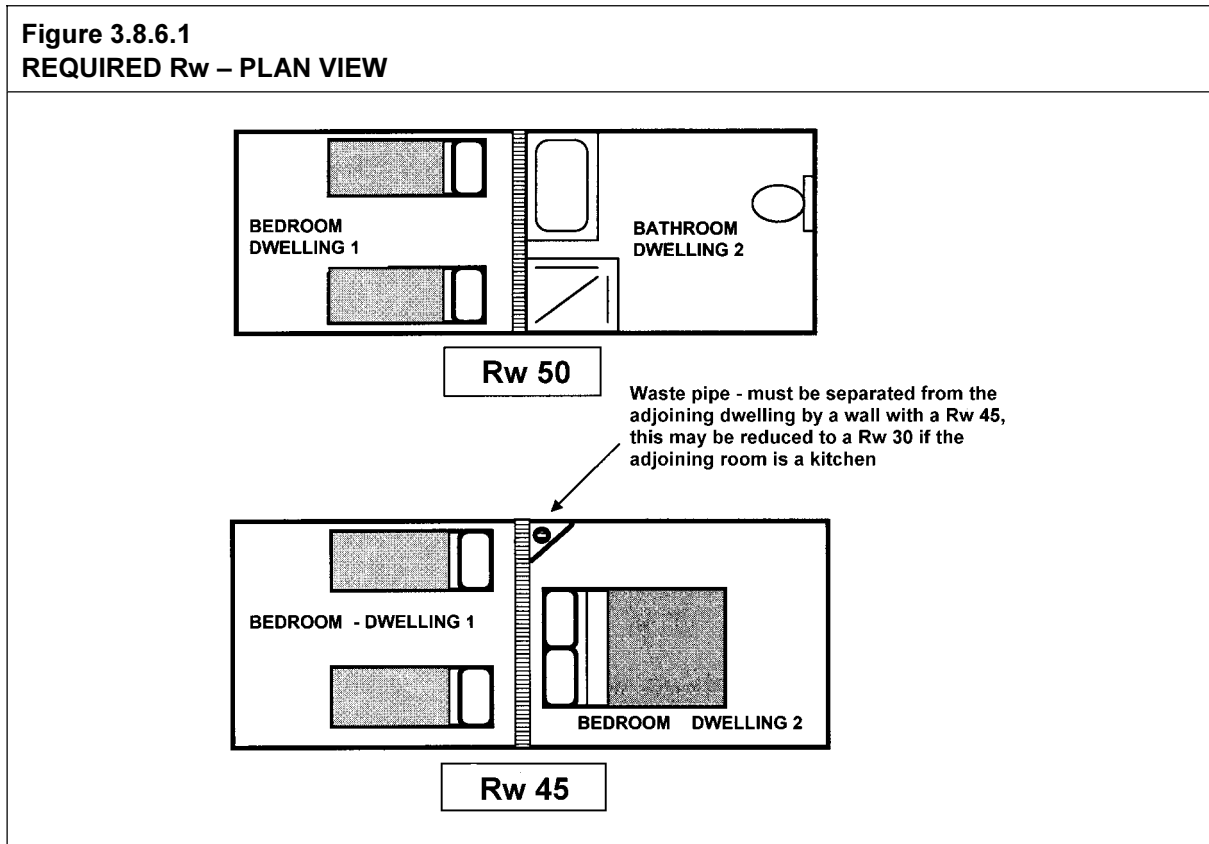 Figure 3.8.6.1
REQUIRED Rw – PLAN VIEW
BEDROOM
DWELLING 1
BATHROOM
DWELLING 2
Rw 50
Waste pipe - must be separated from the
adjoining dwelling by a wall with a Rw 45,
this may be reduced to a Rw 30 if the
adjoining room is a kitchen
BEDROOM - DWELLING 1
BEDROOM DWELLING 2
Rw 45